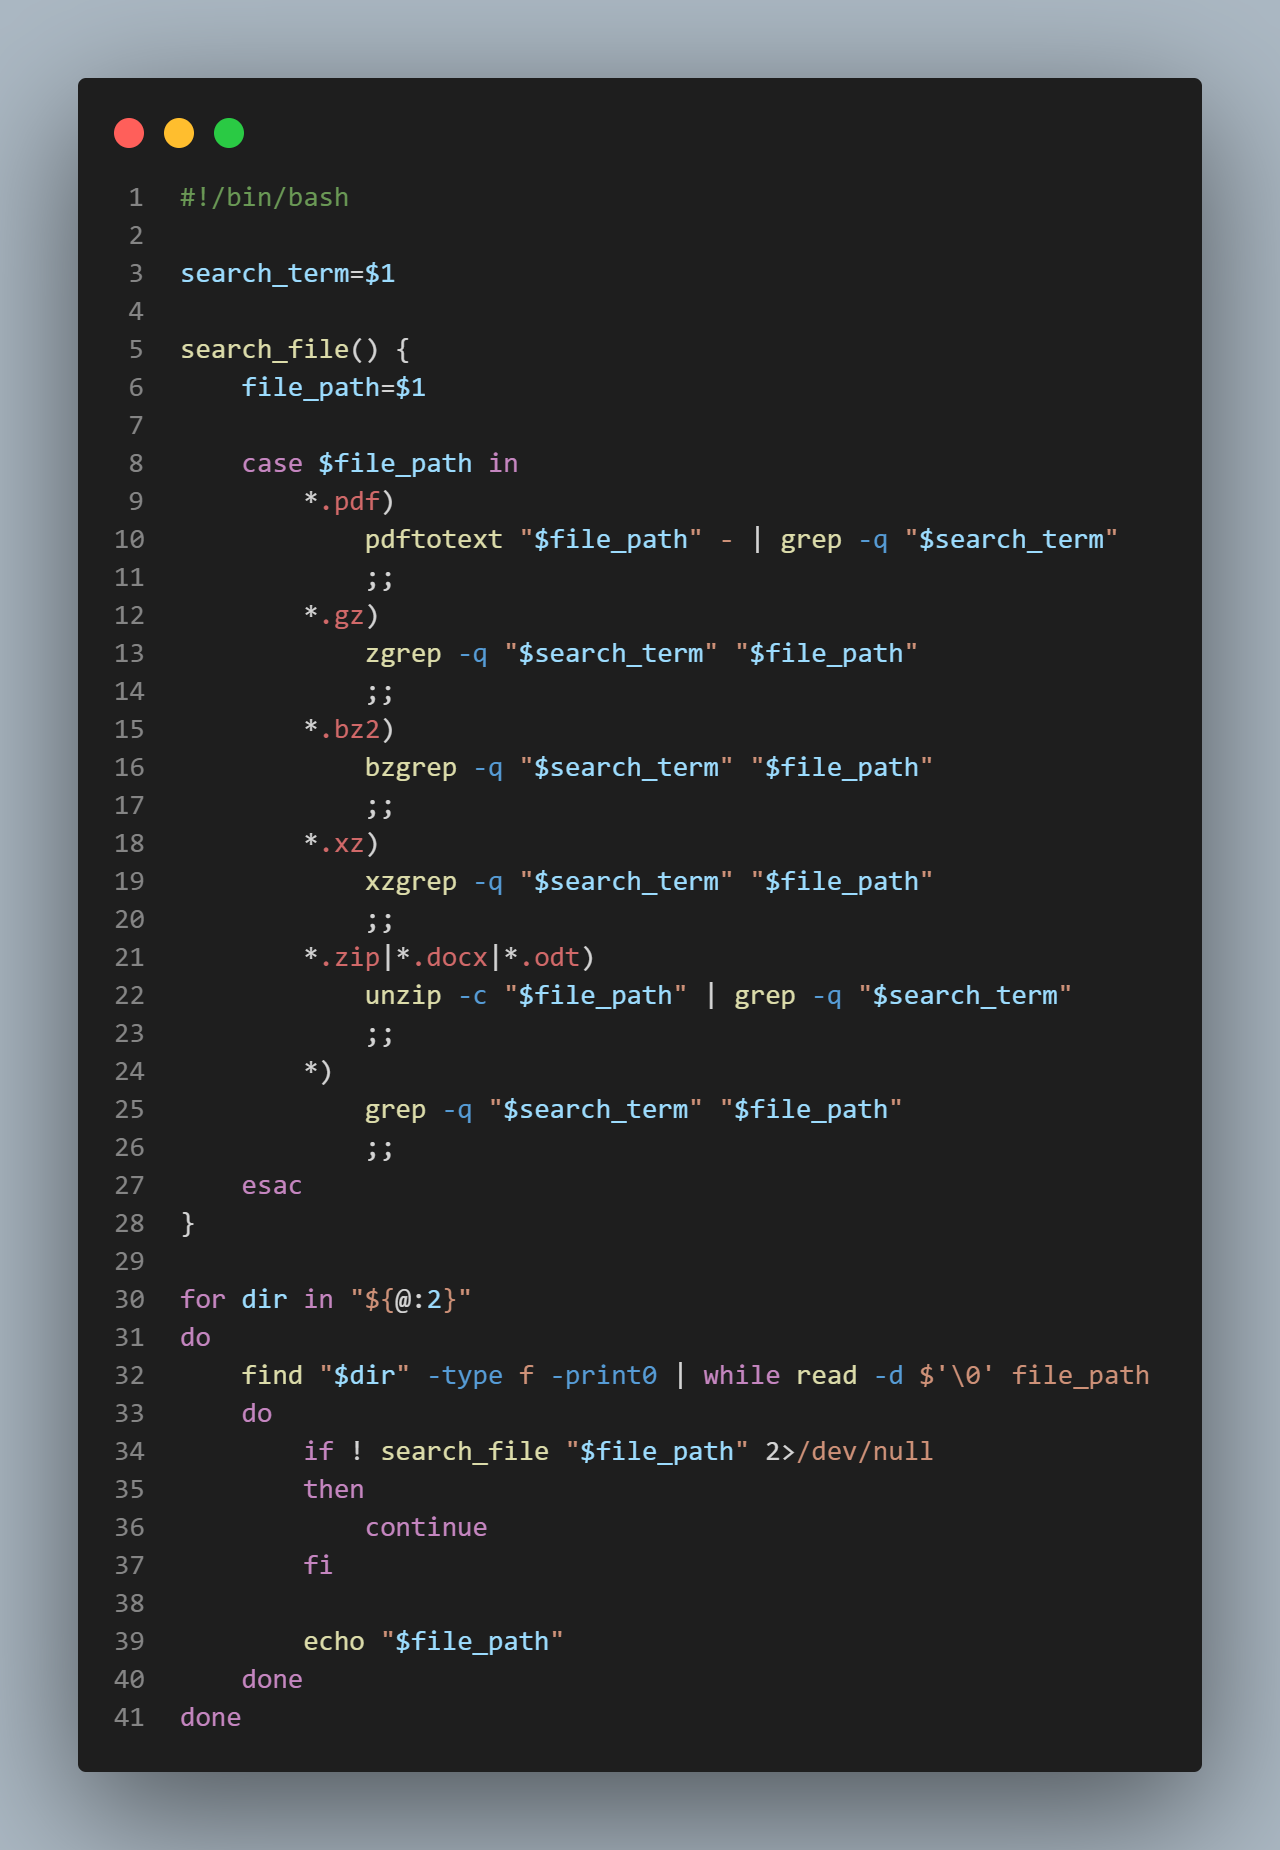 1 #!/bin/bash
2
3 search_term=$1
4
5 search_file() {
6     file_path=$1
7
8     case $file_path in
9         *.pdf)
10             pdftotext "$file_path" - | grep -q "$search_term"
11             ;;
12         *.gz)
13             zgrep -q "$search_term" "$file_path"
14             ;;
15         *.bz2)
16             bzgrep -q "$search_term" "$file_path"
17             ;;
18         *.xz)
19             xzgrep -q "$search_term" "$file_path"
20             ;;
21         *.zip|*.docx|*.odt)
22             unzip -c "$file_path" | grep -q "$search_term"
23             ;;
24         *)
25             grep -q "$search_term" "$file_path"
26             ;;
27     esac
28 }
29
30 for dir in "${@:2}"
31 do
32     find "$dir" -type f -print0 | while read -d $'\0' file_path
33     do
34         if ! search_file "$file_path" 2>/dev/null
35         then
36             continue
37         fi
38
39         echo "$file_path"
40     done
41 done